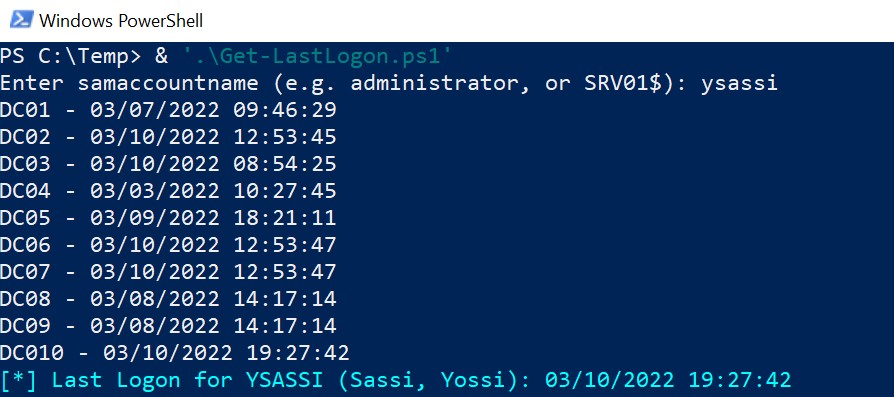 Windows PowerShell
PS C:\Temp> & '.\Get-LastLogon.ps1'
Enter samaccountname (e.g. administrator, or SRV01$): ysassi
DC01 - 03/07/2022 09:46:29
DC02 - 03/10/2022 12:53:45
DC03 - 03/10/2022 08:54:25
DC04 - 03/03/2022 10:27:45
DC05 - 03/09/2022 18:21:11
DC06 - 03/10/2022 12:53:47
DC07 - 03/10/2022 12:53:47
DC08 - 03/08/2022 14:17:14
DC09 - 03/08/2022 14:17:14
DC010 - 03/10/2022 19:27:42
[*] Last Logon for YSASSI (Sassi, Yossi): 03/10/2022 19:27:42